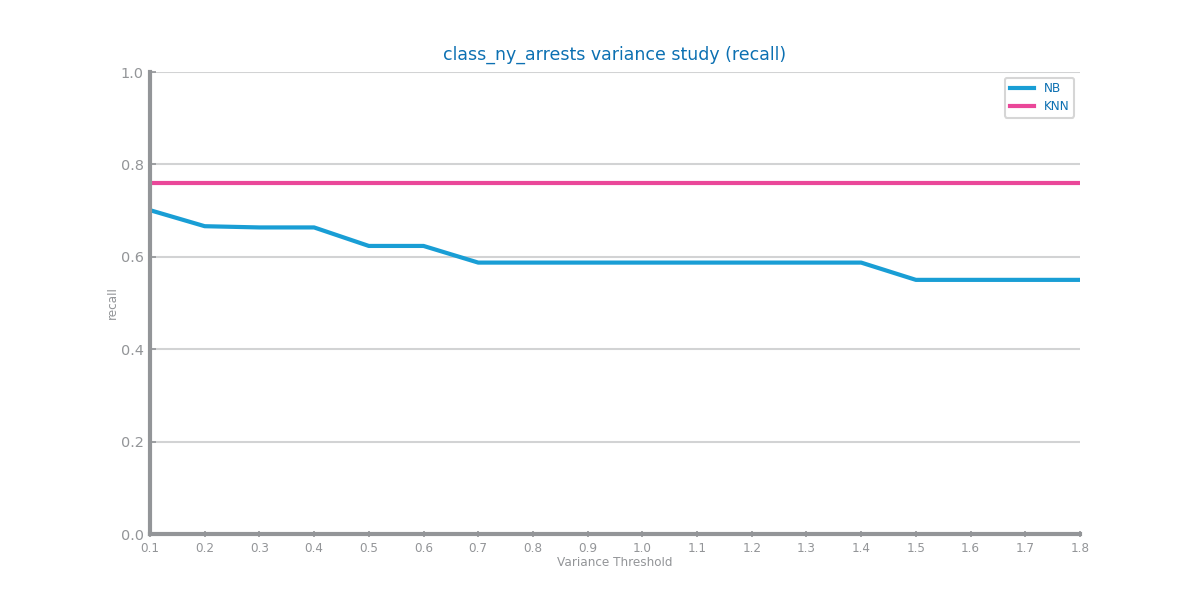 class_ny_arrests variance study (recall)
NB
KNN
1.0
0.8
0.6
0.4
0.2
0.0
recall
0.1 0.2 0.3 0.4 0.5 0.6 0.7 0.8 0.9 1.0 1.1 1.2 1.3 1.4 1.5 1.6 1.7 1.8
Variance Threshold